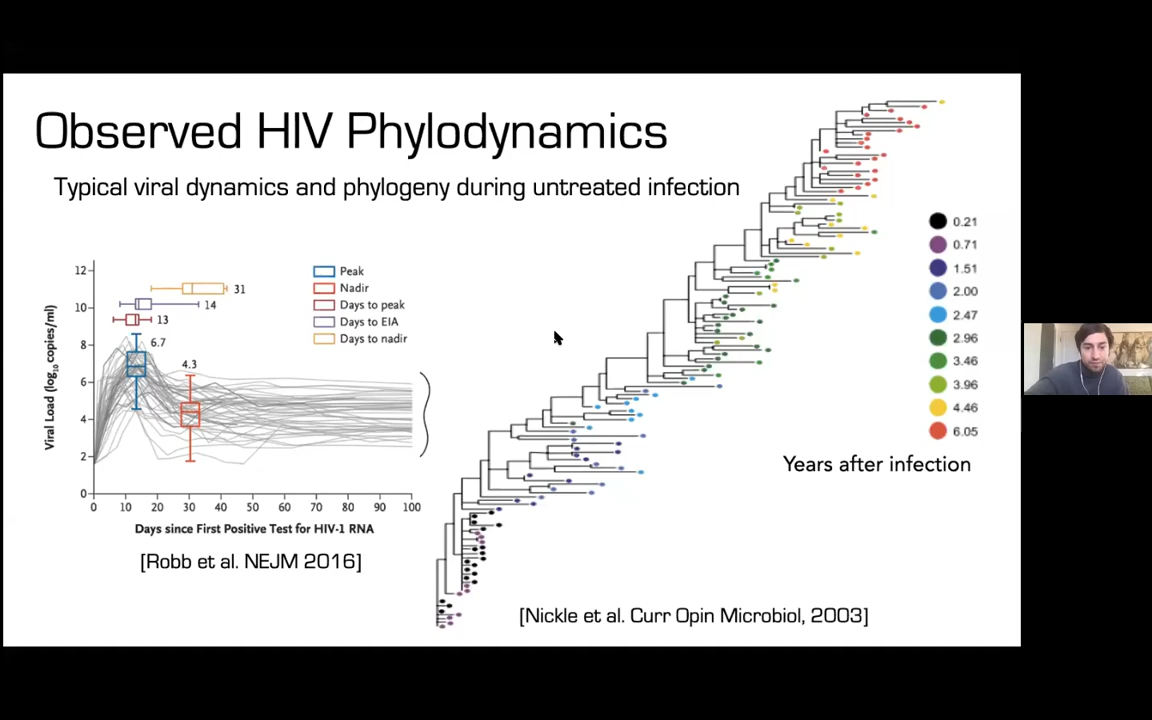 Observed HIV Phylodynamics
Typical viral dynamics and phylogeny during untreated infection
Viral Load (log10 copies/ml)
12
10
8
6
4
2
0
31
14
13
6.7
4.3
Peak
Nadir
Days to peak
Days to EIA
Days to nadir
0 10 20 30 40 50 60 70 80 90 100
Days since First Positive Test for HIV-1 RNA
[Robb et al. NEJM 2016]
0.21
0.71
1.51
2.00
2.47
2.96
3.46
3.96
4.46
6.05
Years after infection
[Nickle et al. Curr Opin Microbiol, 2003]